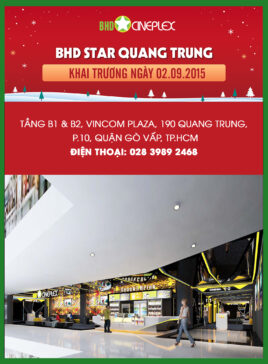 BHD CINEPLEX
BHD STAR QUANG TRUNG
KHAI TRƯƠNG NGÀY 02.09.2015
TẦNG B1 & B2, VINCOM PLAZA, 190 QUANG TRUNG,
P.10, QUẬN GÒ VẤP, TP.HCM
ĐIỆN THOẠI: 028 3989 2468